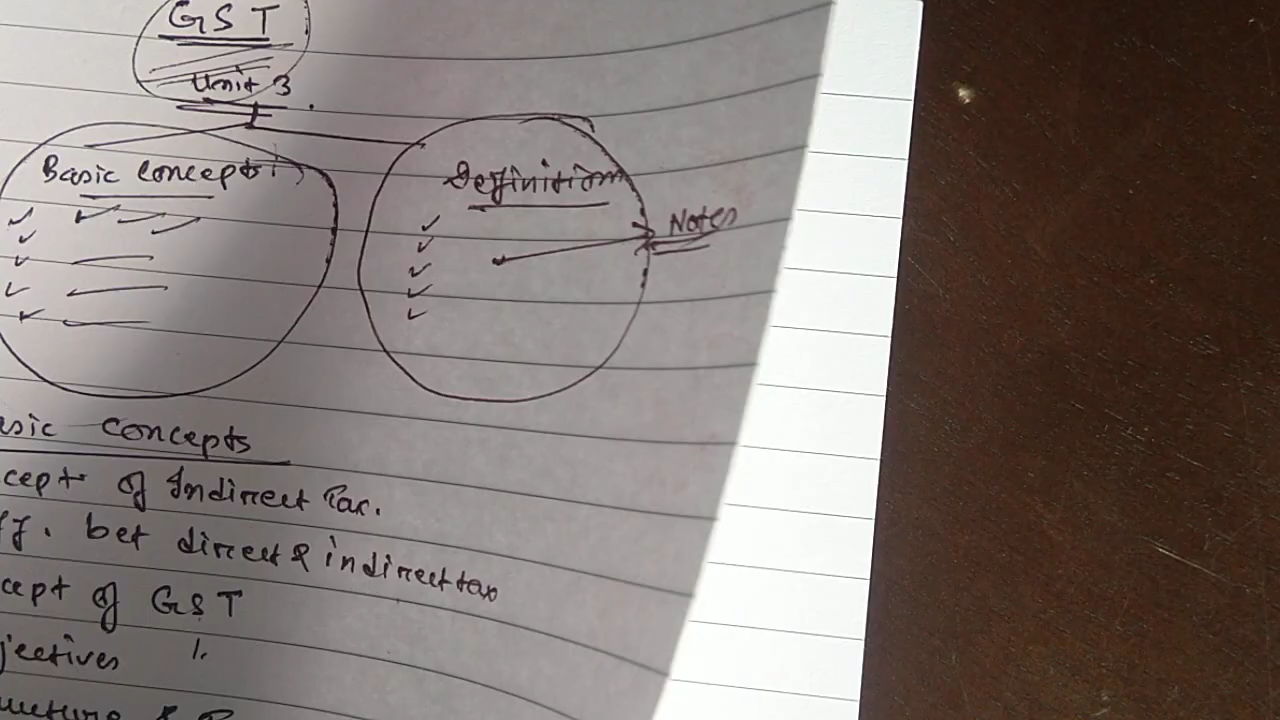 GST
Unit 3
Basic Concepts
Definition
Notes
asic Concepts
cept of Indirect Tax.
ff. bet direct & indirect tax
cept of GST
jectives "